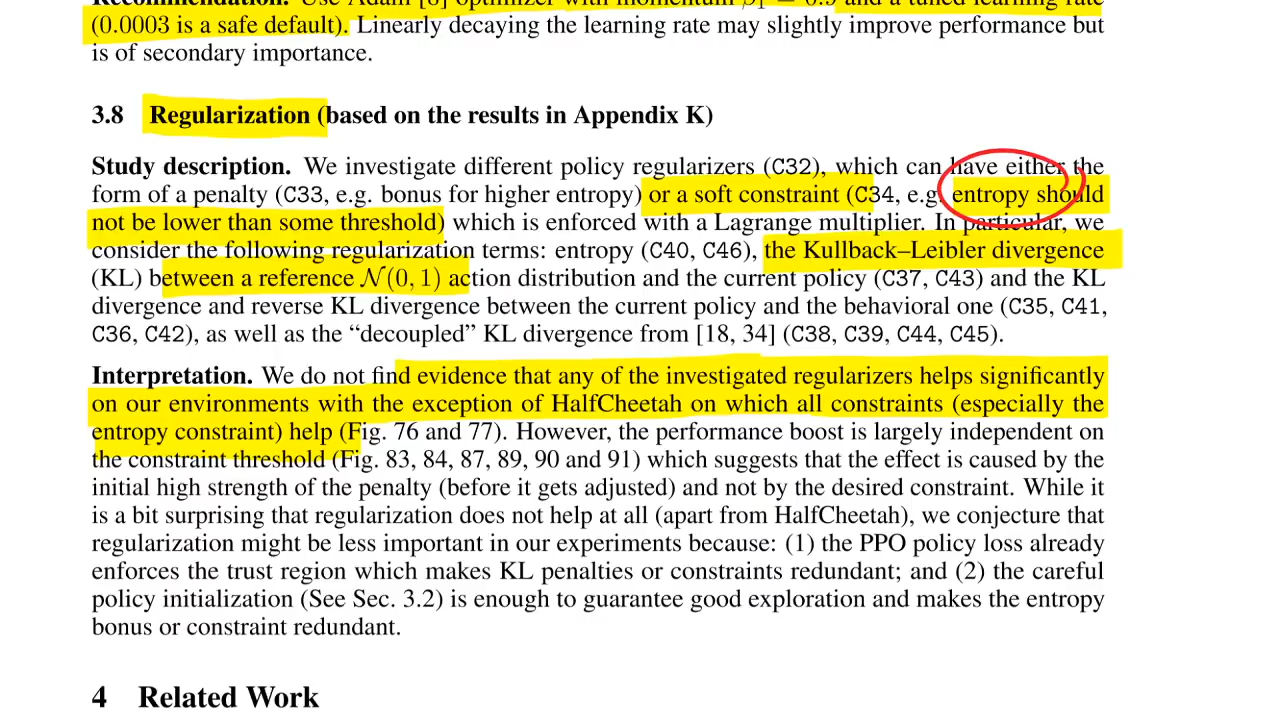 Recommendation. Use Adam [8] optimizer with momentum β₁ = 0.9 and a tuned learning rate
(0.0003 is a safe default). Linearly decaying the learning rate may slightly improve performance but
is of secondary importance.
3.8 Regularization (based on the results in Appendix K)
Study description. We investigate different policy regularizers (C32), which can have either the
form of a penalty (C33, e.g. bonus for higher entropy) or a soft constraint (C34, e.g. entropy should
not be lower than some threshold) which is enforced with a Lagrange multiplier. In particular, we
consider the following regularization terms: entropy (C40, C46), the Kullback–Leibler divergence
(KL) between a reference 𝒩(0, 1) action distribution and the current policy (C37, C43) and the KL
divergence and reverse KL divergence between the current policy and the behavioral one (C35, C41,
C36, C42), as well as the “decoupled” KL divergence from [18, 34] (C38, C39, C44, C45).
Interpretation. We do not find evidence that any of the investigated regularizers helps significantly
on our environments with the exception of HalfCheetah on which all constraints (especially the
entropy constraint) help (Fig. 76 and 77). However, the performance boost is largely independent on
the constraint threshold (Fig. 83, 84, 87, 89, 90 and 91) which suggests that the effect is caused by the
initial high strength of the penalty (before it gets adjusted) and not by the desired constraint. While it
is a bit surprising that regularization does not help at all (apart from HalfCheetah), we conjecture that
regularization might be less important in our experiments because: (1) the PPO policy loss already
enforces the trust region which makes KL penalties or constraints redundant; and (2) the careful
policy initialization (See Sec. 3.2) is enough to guarantee good exploration and makes the entropy
bonus or constraint redundant.
4 Related Work